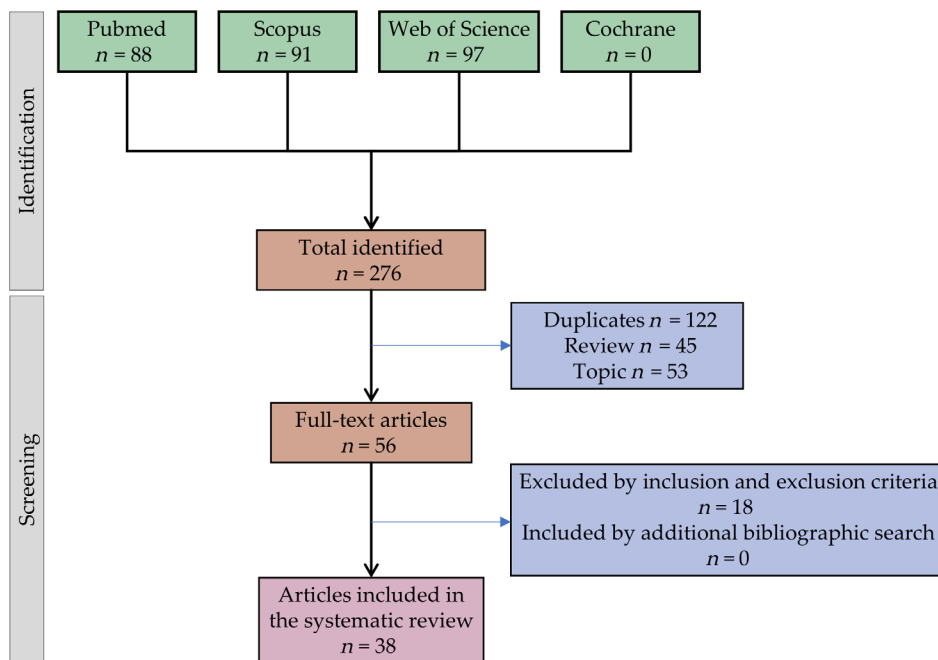 Identification
Pubmed
n = 88
Scopus
n = 91
Web of Science
n = 97
Cochrane
n = 0
Total identified
n = 276
Screening
Duplicates n = 122
Review n = 45
Topic n = 53
Full-text articles
n = 56
Excluded by inclusion and exclusion criteria
n = 18
Included by additional bibliographic search
n = 0
Articles included in
the systematic review
n = 38